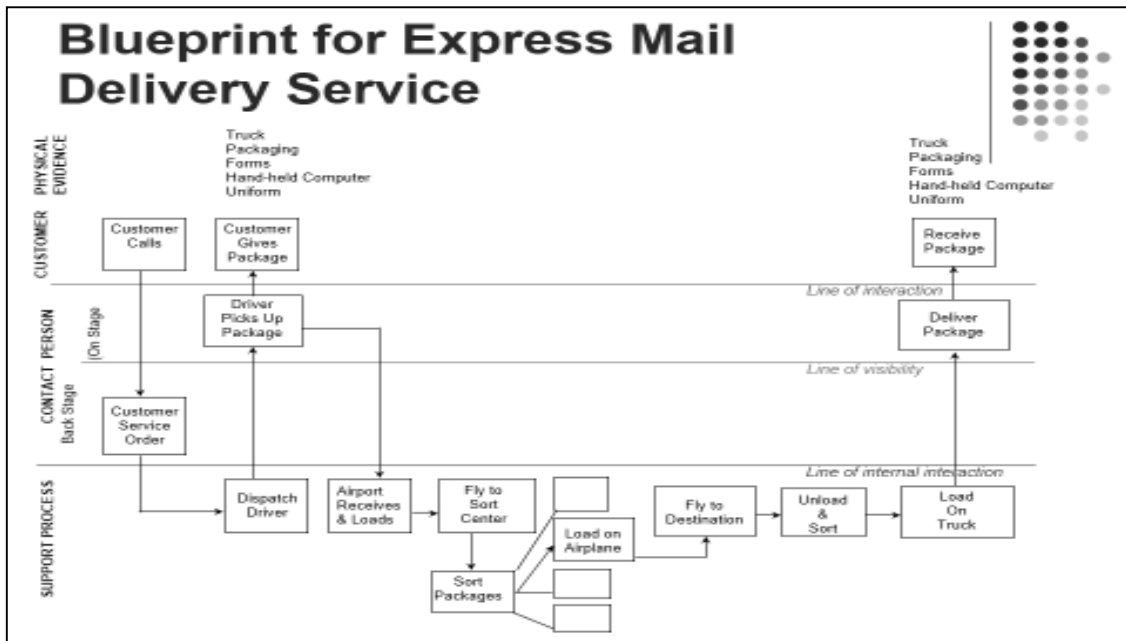 Blueprint for Express Mail
Delivery Service
PHYSICAL
EVIDENCE
Truck
Packaging
Forms
Hand-held Computer
Uniform
Truck
Packaging
Forms
Hand-held Computer
Uniform
CUSTOMER
Customer
Calls
Customer
Gives
Package
Receive
Package
Line of interaction
CONTACT PERSON
(On Stage
Driver
Picks Up
Package
Deliver
Package
Line of visibility
Back Stage
Customer
Service
Order
Line of internal interaction
SUPPORT PROCESS
Dispatch
Driver
Airport
Receives
& Loads
Fly to
Sort
Center
Sort
Packages
Load on
Airplane
Fly to
Destination
Unload
&
Sort
Load
On
Truck